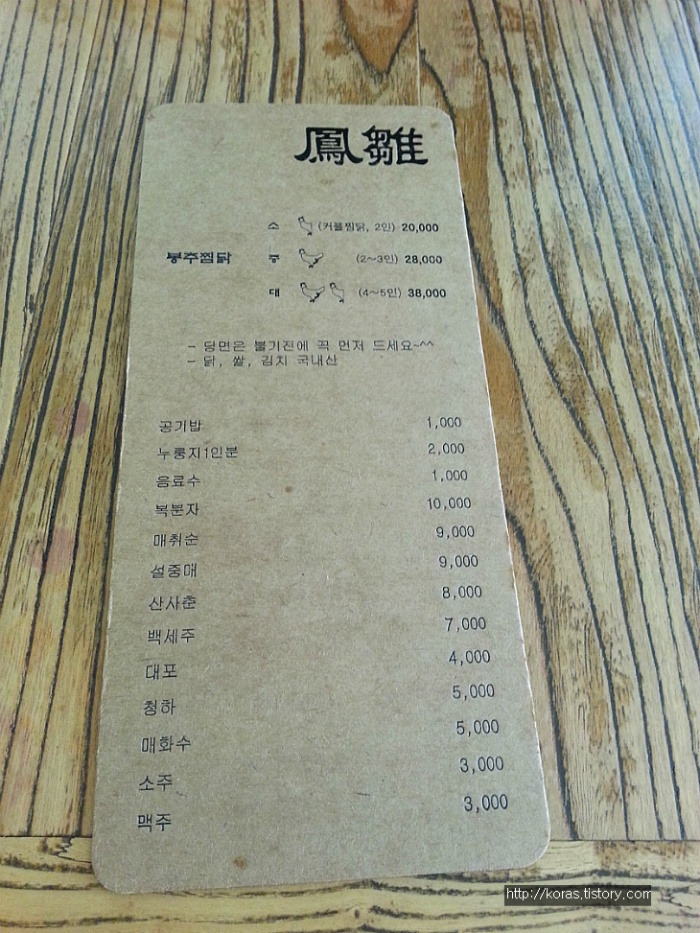 鳳雛
소 (커플찜닭, 2인) 20,000
봉추찜닭 중 (2~3인) 28,000
대 (4~5인) 38,000
- 당면은 불기전에 꼭 먼저 드세요~^^
- 닭, 쌀, 김치 국내산
공기밥 1,000
누룽지1인분 2,000
음료수 1,000
복분자 10,000
매취순 9,000
설중매 9,000
산사춘 8,000
백세주 7,000
대포 4,000
청하 5,000
매화수 5,000
소주 3,000
맥주 3,000
http://koras.tistory.com